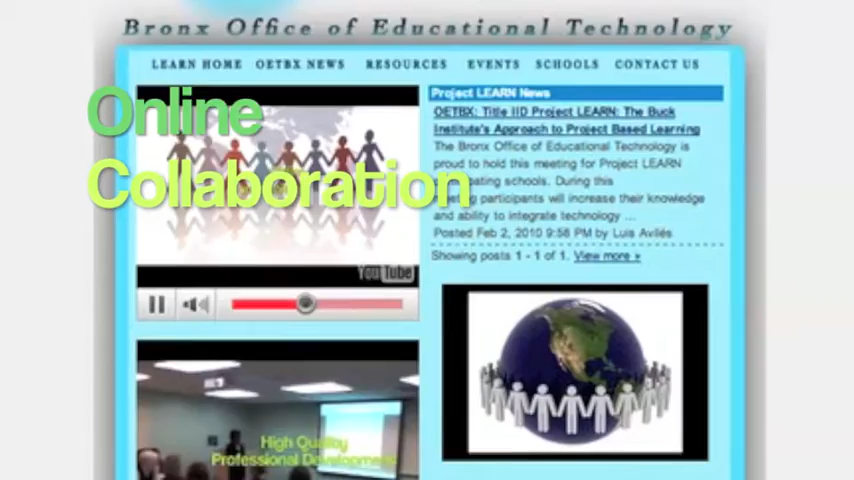 Bronx Office of Educational Technology
LEARN HOME OETBX NEWS RESOURCES EVENTS SCHOOLS CONTACT US
Online
Collaboration
YouTube
High Quality
Professional Development
Project LEARN News
OETBX: Title IID Project LEARN: The Buck
Institute's Approach to Project Based Learning
The Bronx Office of Educational Technology is
proud to hold this meeting for Project LEARN
pating schools. During this
participants will increase their knowledge
and ability to integrate technology ...
Posted Feb 2, 2010 9:58 PM by Luis Avilés
Showing posts 1 - 1 of 1. View more »